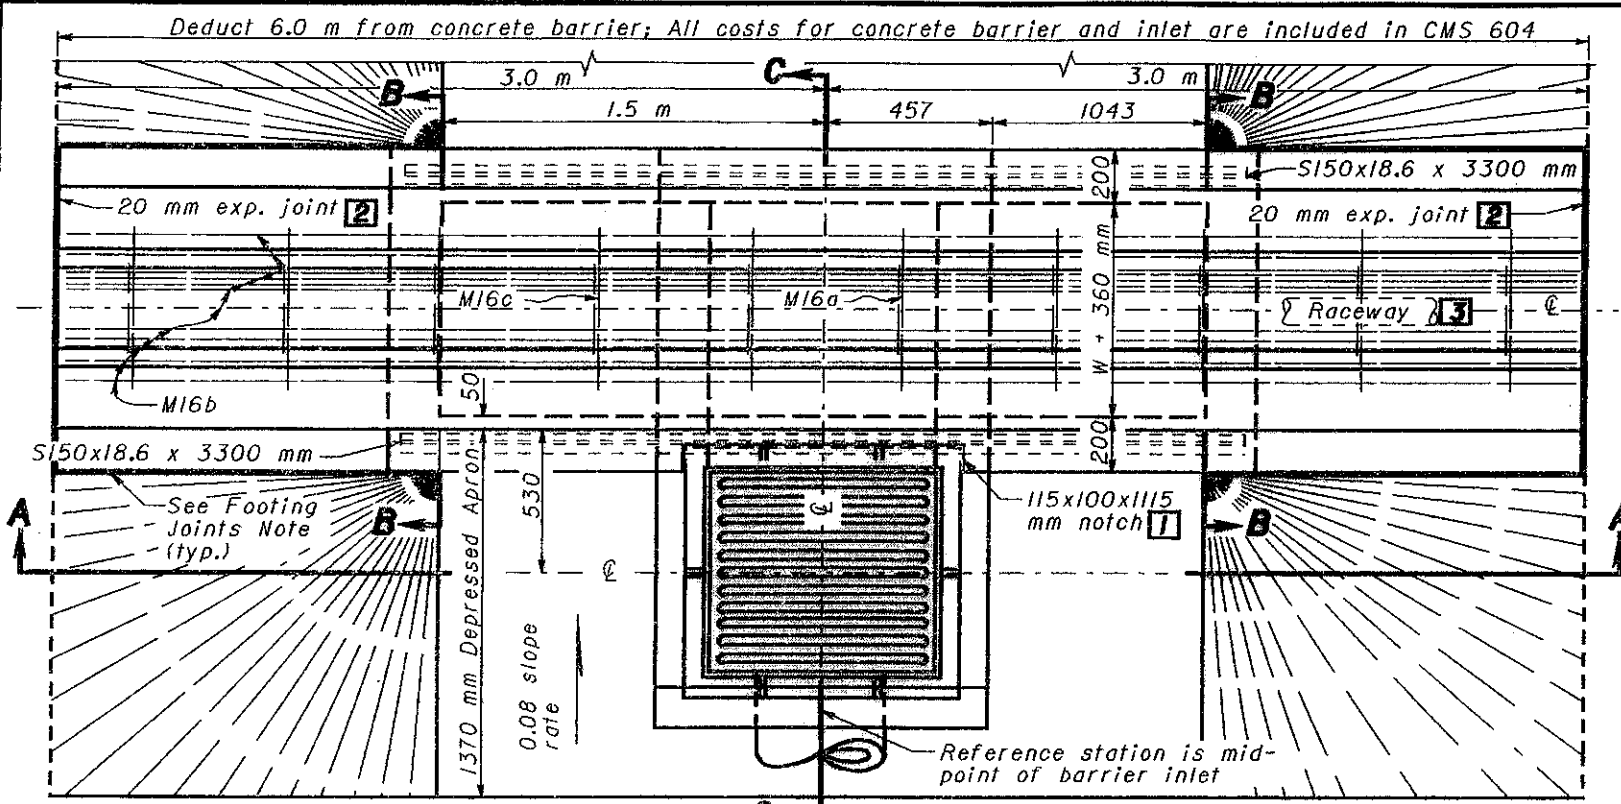 Deduct 6.0 m from concrete barrier; All costs for concrete barrier and inlet are included in CMS 604
3.0 m
C
3.0 m
B
B
1.5 m
457
1043
200
S150x18.6 x 3300 mm
20 mm exp. joint 2
20 mm exp. joint 2
M16c
M16a
W + 360 mm
Raceway 3
℄
50
M16b
S150x18.6 x 3300 mm
200
See Footing
Joints Note
(typ.)
530
115x100x1115
mm notch 1
A
B
℄
B
A
℄
1370 mm Depressed Apron
0.08 slope
rate
Reference station is mid-
point of barrier inlet